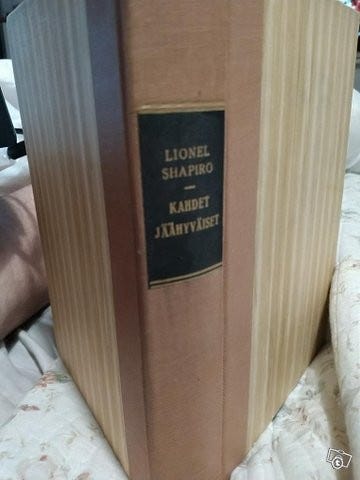 LIONEL
SHAPIRO
—
KAHDET
JÄÄHYVÄISET